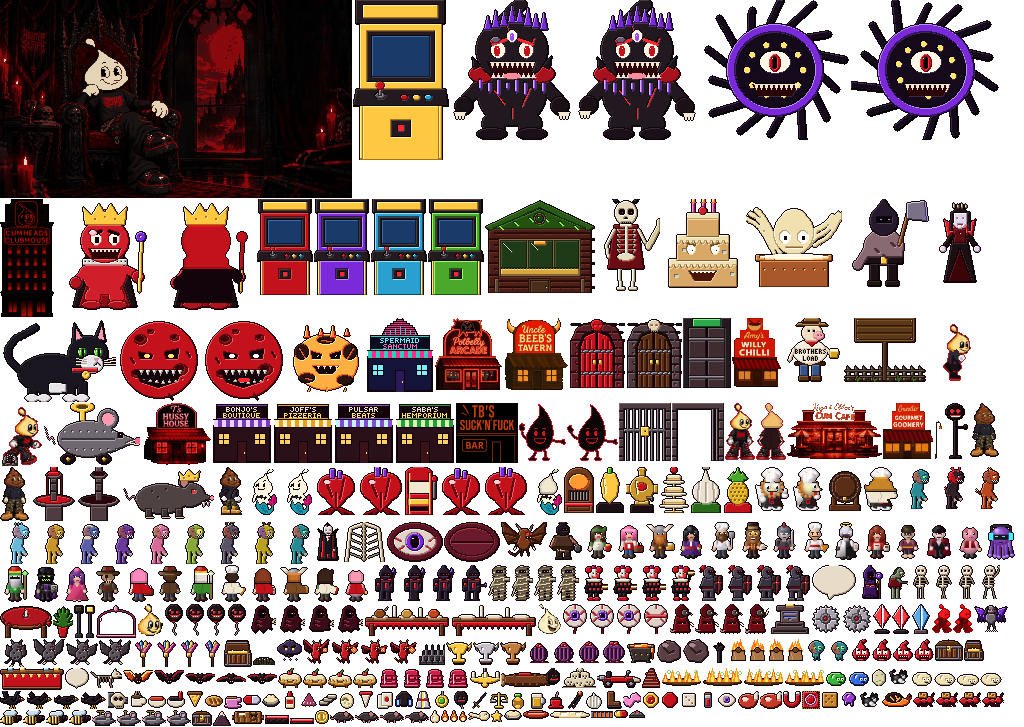 CUMHEADS
CLUBHOUSE
SPERMAID
SANCTUM
Potbelly
ARCADE
Uncle
BEEB'S
TAVERN
Amy's
WILLY
CHILLI
BROTHERS
LOAD
T's
HUSSY
HOUSE
BONJO'S
BOUTIQUE
JOFF'S
PIZZERIA
PULSAR
BEATS
SABA'S
HEMPORIUM
TB'S
SUCK'N'FUCK
BAR
CUM CAFE
GOURMET
GOONERY